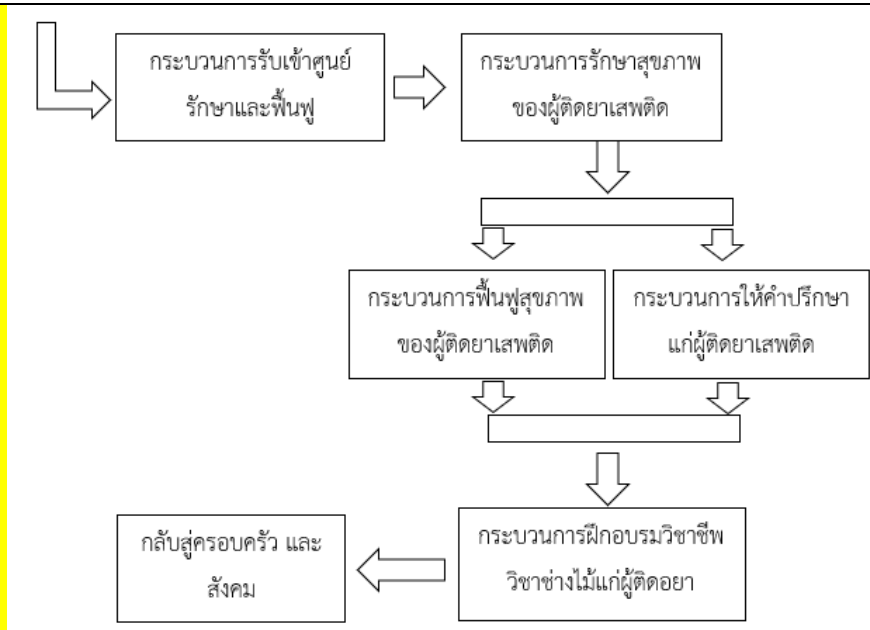 กระบวนการรับเข้าศูนย์
รักษาและฟื้นฟู
กระบวนการรักษาสุขภาพ
ของผู้ติดยาเสพติด
กระบวนการฟื้นฟูสุขภาพ
ของผู้ติดยาเสพติด
กระบวนการให้คำปรึกษา
แก่ผู้ติดยาเสพติด
กระบวนการฝึกอบรมวิชาชีพ
วิชาช่างไม้แก่ผู้ติดอยา
กลับสู่ครอบครัว และ
สังคม